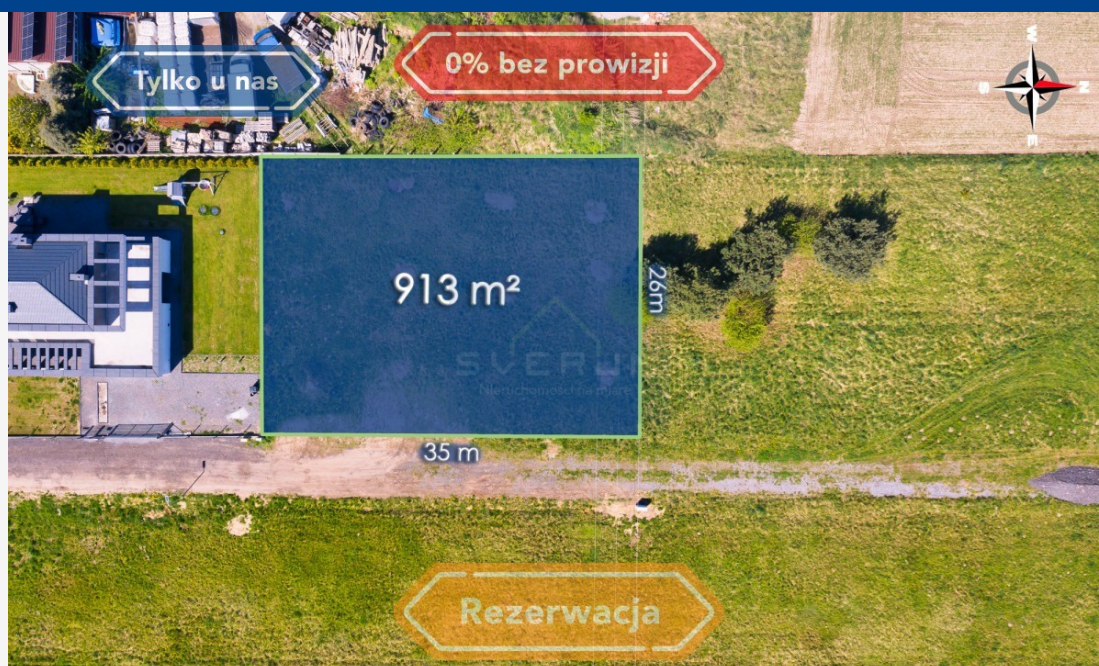 Tylko u nas
0% bez prowizji
W
S
N
E
913 m²
26m
35 m
Rezerwacja